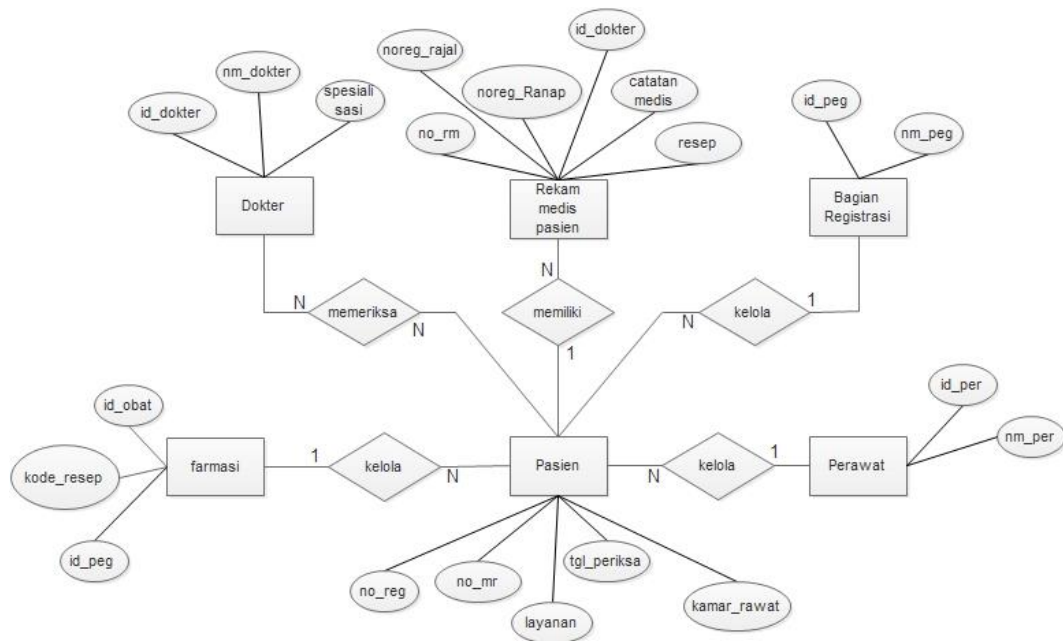 noreg_rajal
id_dokter
nm_dokter
noreg_Ranap
catatan
medis
id_dokter
spesiali
sasi
no_rm
resep
id_peg
nm_peg
Dokter
Rekam
medis
pasien
Bagian
Registrasi
N
memeriksa
N
N
memiliki
1
N
kelola
1
id_obat
kode_resep
id_peg
farmasi
1
kelola
N
Pasien
N
kelola
1
Perawat
id_per
nm_per
no_reg
no_mr
layanan
tgl_periksa
kamar_rawat